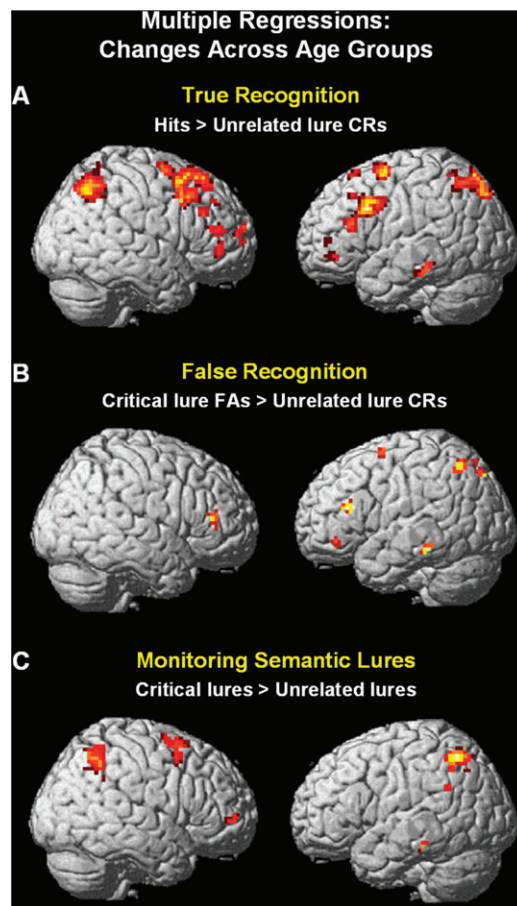 Multiple Regressions:
Changes Across Age Groups
A
True Recognition
Hits > Unrelated lure CRs
B
False Recognition
Critical lure FAs > Unrelated lure CRs
C
Monitoring Semantic Lures
Critical lures > Unrelated lures